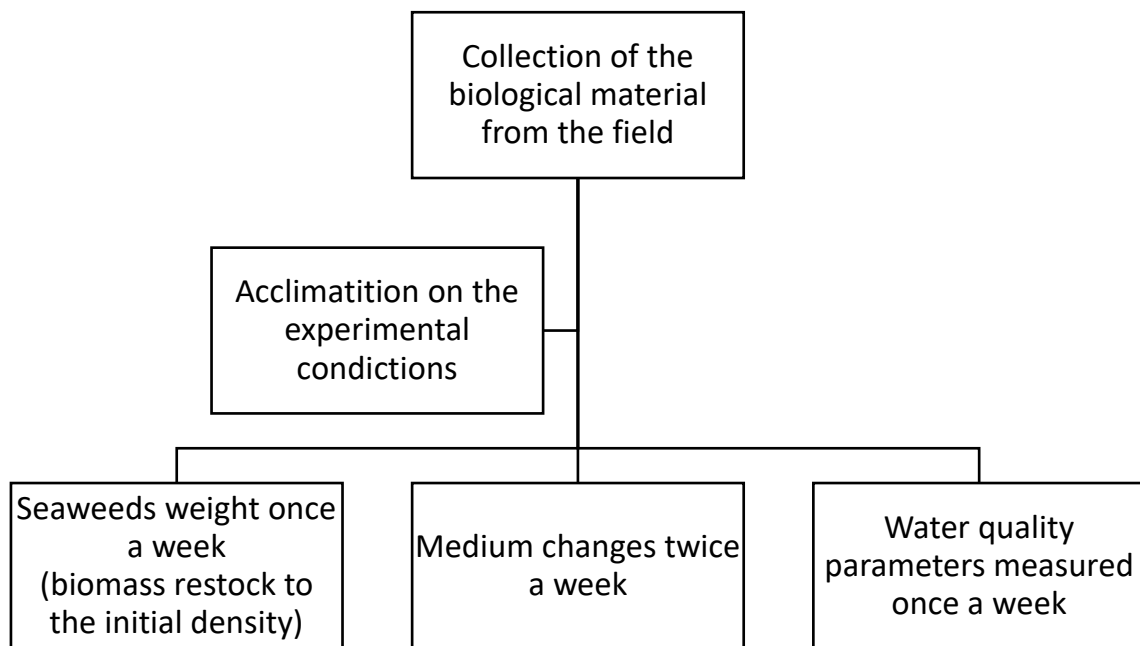 Collection of the
biological material
from the field
Acclimatition on the
experimental
condictions
Seaweeds weight once
a week
(biomass restock to
the initial density)
Medium changes twice
a week
Water quality
parameters measured
once a week